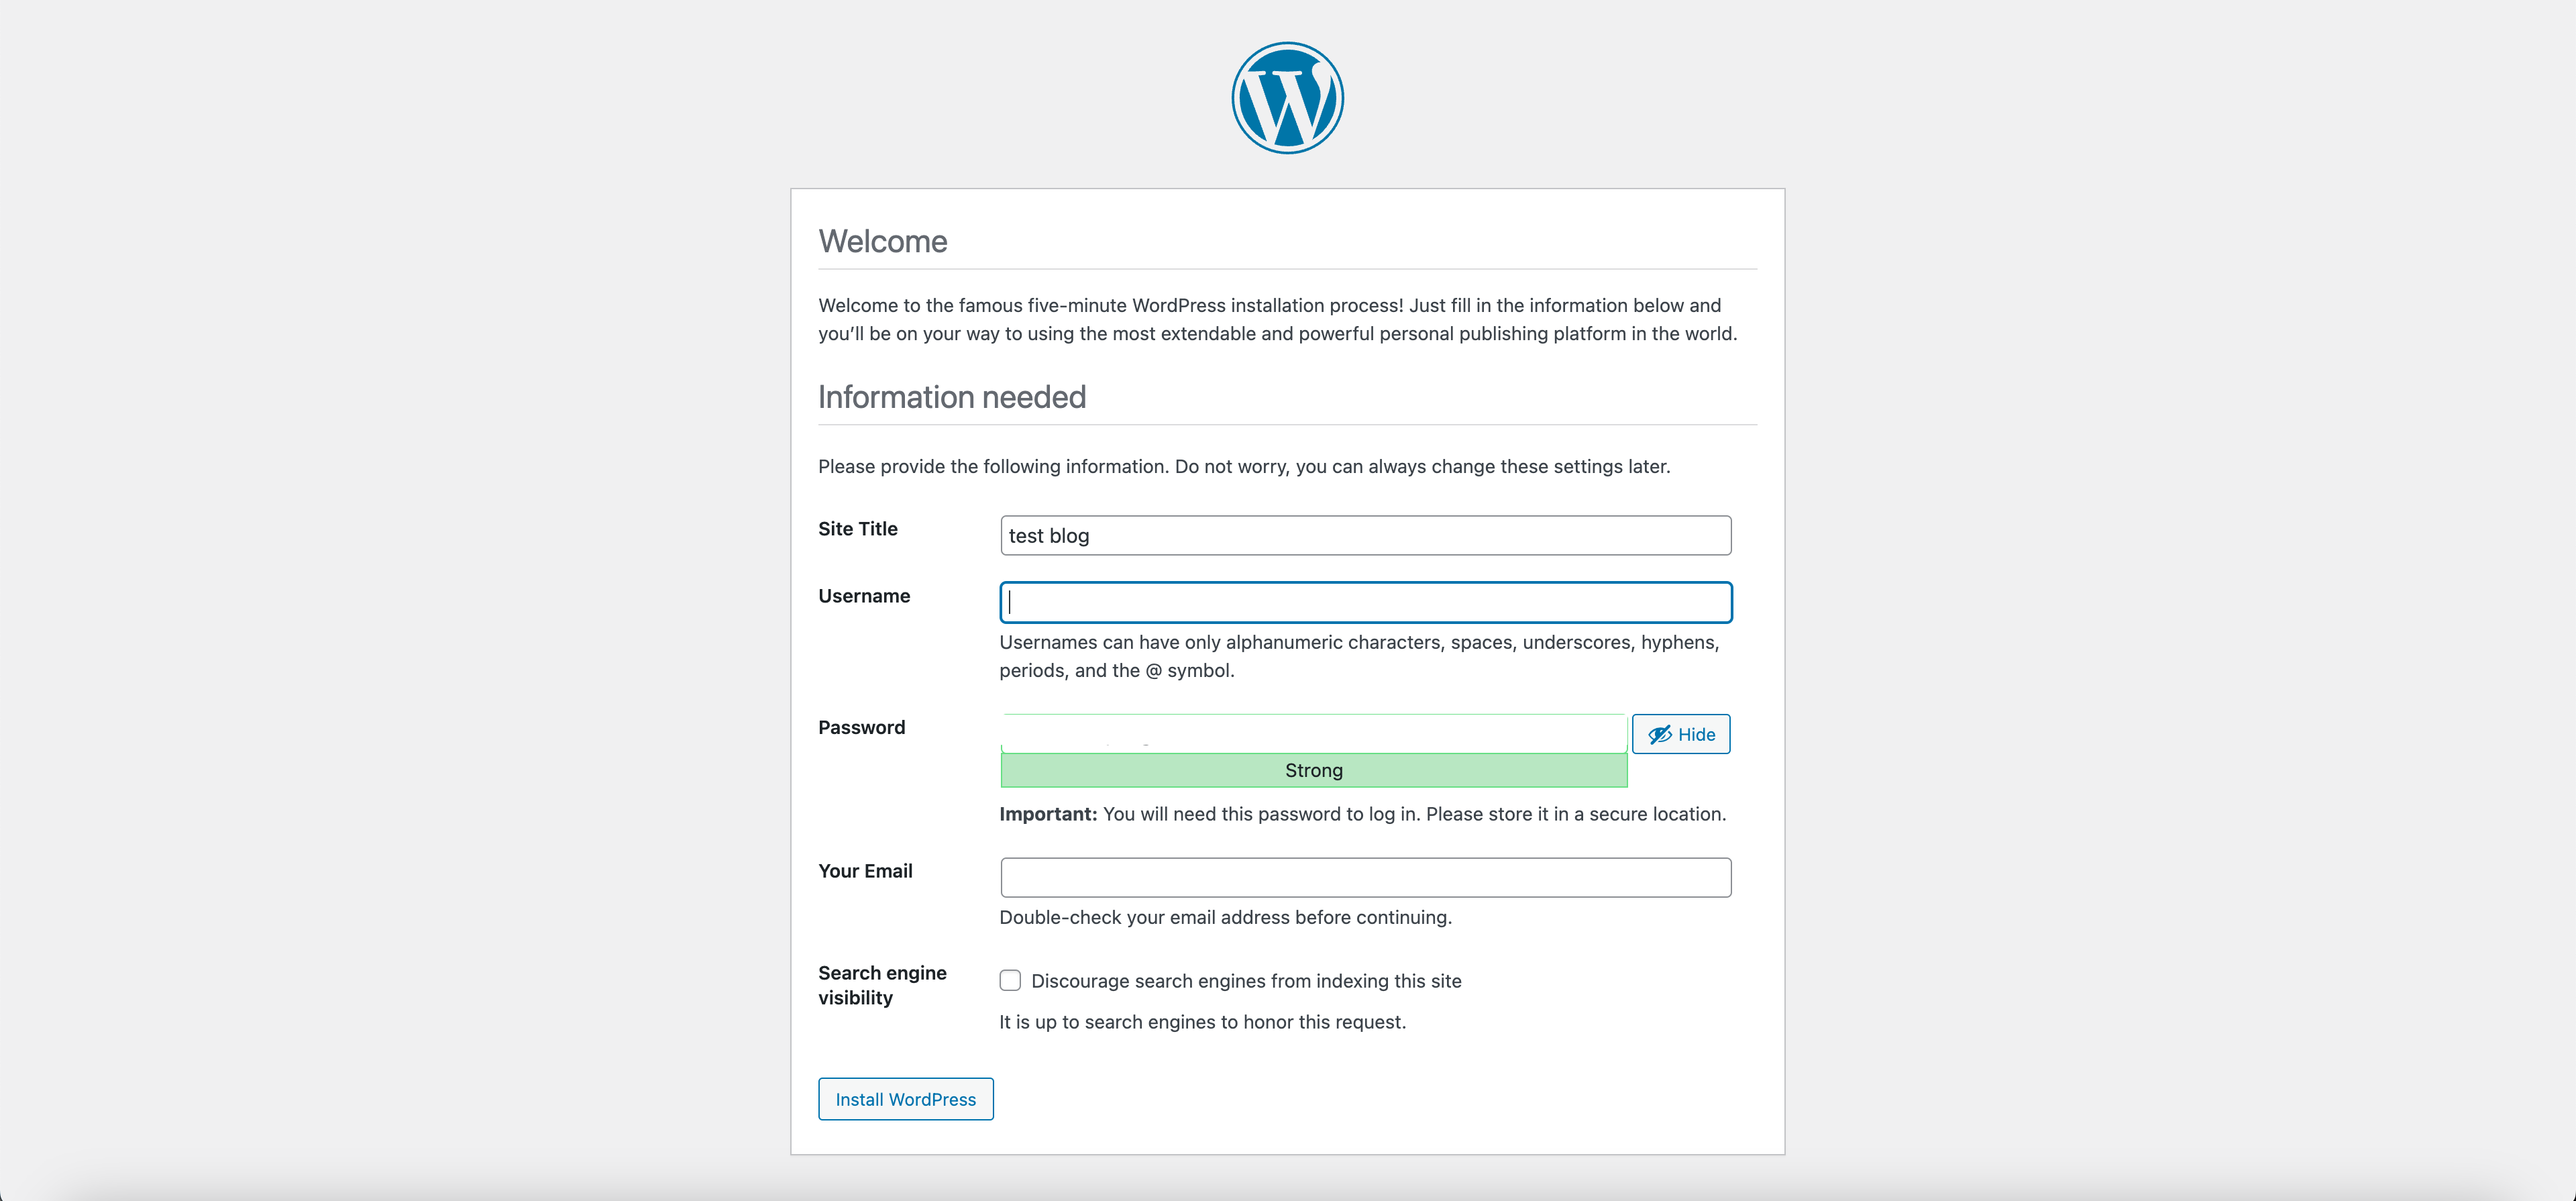 Welcome
Welcome to the famous five-minute WordPress installation process! Just fill in the information below and
you’ll be on your way to using the most extendable and powerful personal publishing platform in the world.
Information needed
Please provide the following information. Do not worry, you can always change these settings later.
Site Title
test blog
Username
Usernames can have only alphanumeric characters, spaces, underscores, hyphens,
periods, and the @ symbol.
Password
Hide
Strong
Important: You will need this password to log in. Please store it in a secure location.
Your Email
Double-check your email address before continuing.
Search engine
visibility
Discourage search engines from indexing this site
It is up to search engines to honor this request.
Install WordPress